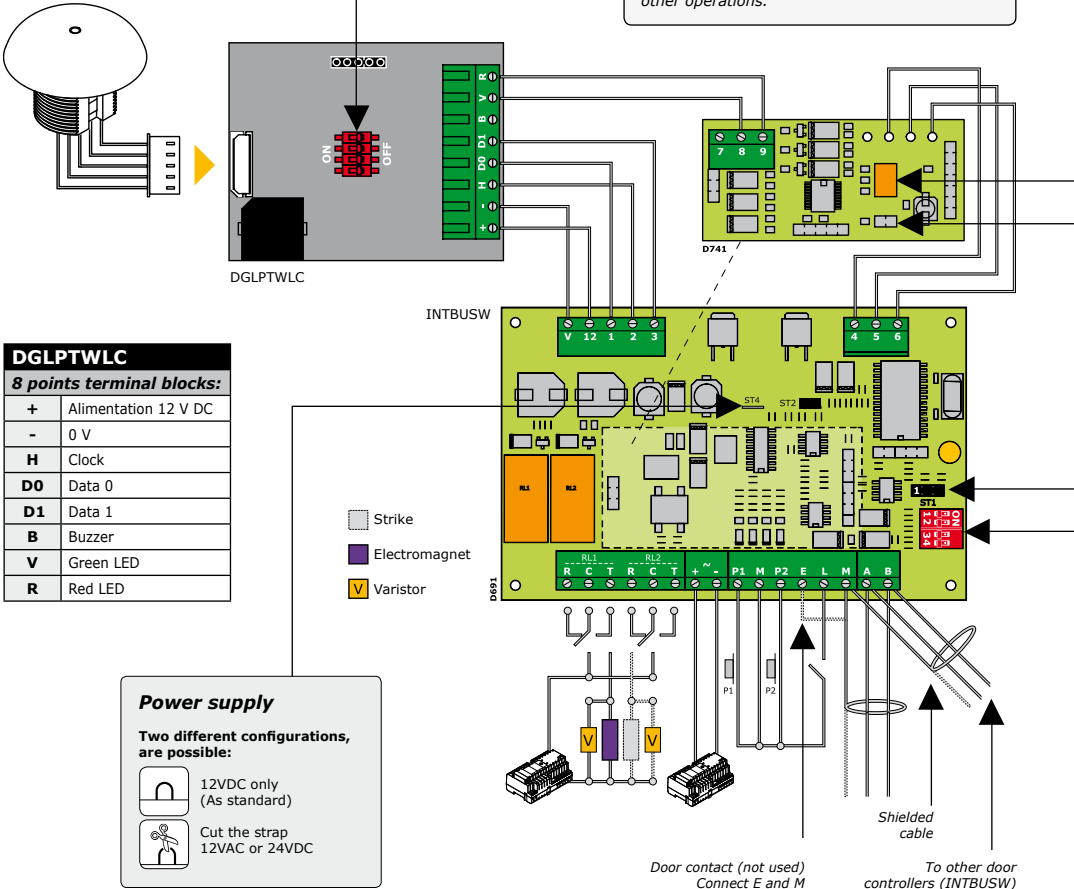 other operations.
ON
OFF
R
V
B
D1
D0
H
-
+
DGLPTWLC
7 8 9
D741
INTBUSW
V 12 1 2 3
4 5 6
ST4
ST2
RL1
RL2
1
ST1
ON
1 2 3 4
D691
RL1
RL2
R C T R C T + ~ - P1 M P2 E L M A B
DGLPTWLC
8 points terminal blocks:
+ Alimentation 12 V DC
- 0 V
H Clock
D0 Data 0
D1 Data 1
B Buzzer
V Green LED
R Red LED
Strike
Electromagnet
V Varistor
P1
P2
V
V
Power supply
Two different configurations,
are possible:
12VDC only
(As standard)
Cut the strap
12VAC or 24VDC
Shielded
cable
Door contact (not used)
Connect E and M
To other door
controllers (INTBUSW)